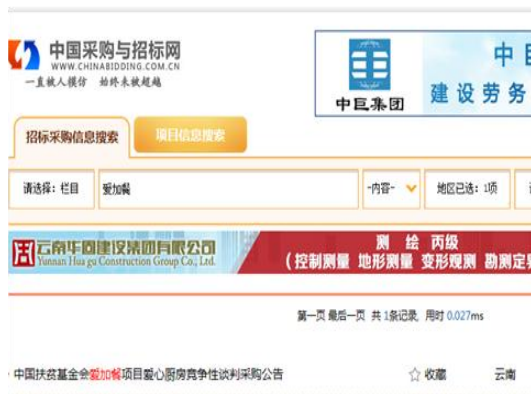 中国采购与招标网
WWW.CHINABIDDING.COM.CN
一直被人模仿 始终未被超越
中巨集团
中巨
建设劳务
招标采购信息搜索
项目信息搜索
请选择: 栏目
爱加餐
-内容-
地区已选: 1项
云南华固建设集团有限公司
Yunnan Hua gu Construction Group Co., Ltd.
测 绘 丙级
(控制测量 地形测量 变形观测 勘测定界
第一页 最后一页 共 1条记录, 用时 0.027ms
中国扶贫基金会爱加餐项目爱心厨房竞争性谈判采购公告
☆ 收藏
云南